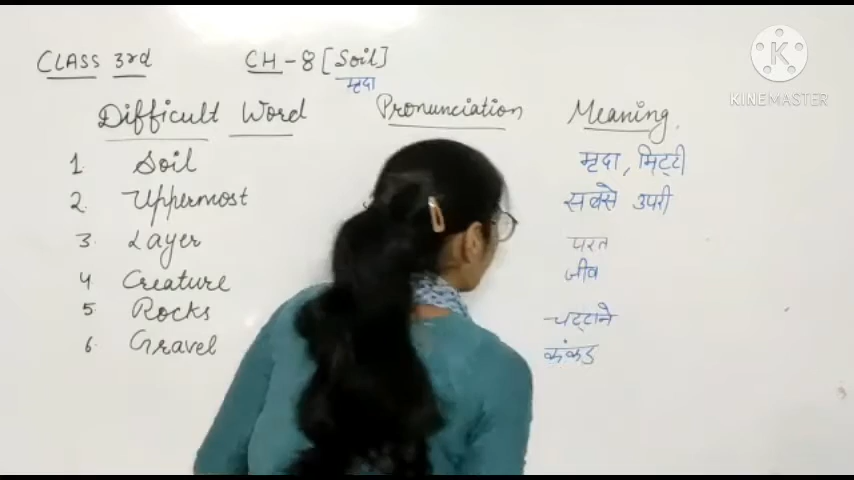 CLASS 3rd CH-8 [Soil]
मृदा
Difficult Word Pronunciation Meaning.
1. Soil मृदा, मिट्टी
2. Uppermost सबसे उपरी
3. Layer परत
4 Creature जीव
5. Rocks चट्टाने
6. Gravel कंकड
KINEMASTER